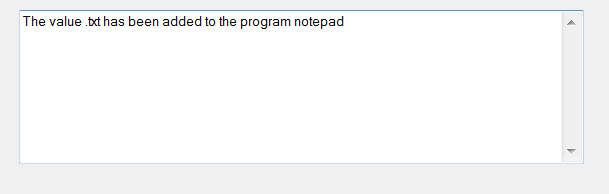 The value .txt has been added to the program notepad